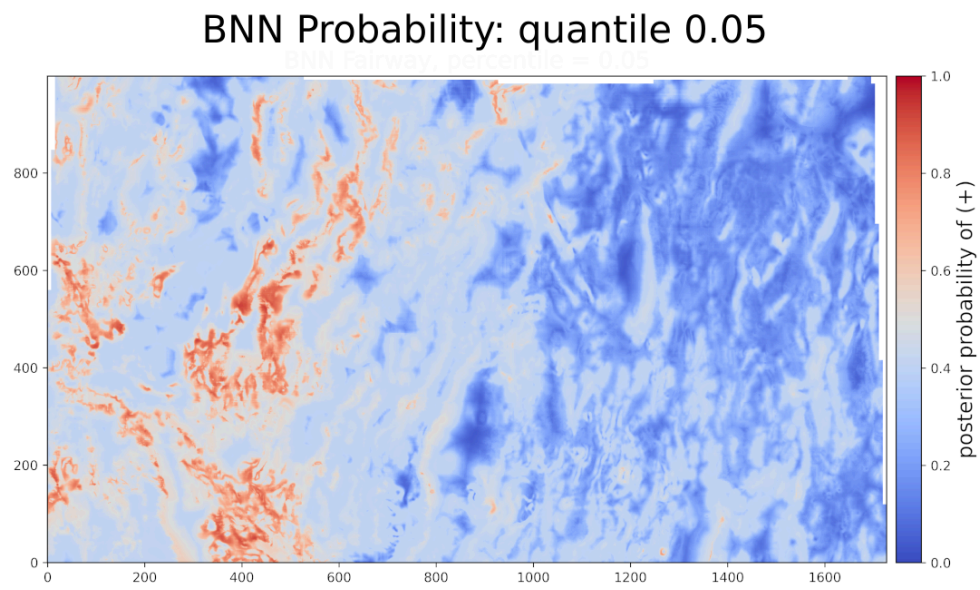 BNN Probability: quantile 0.05
BNN Fairway, percentile = 0.05
1.0
800
0.8
600
0.6
400
0.4
200
0.2
0
0.0
0 200 400 600 800 1000 1200 1400 1600
posterior probability of (+)